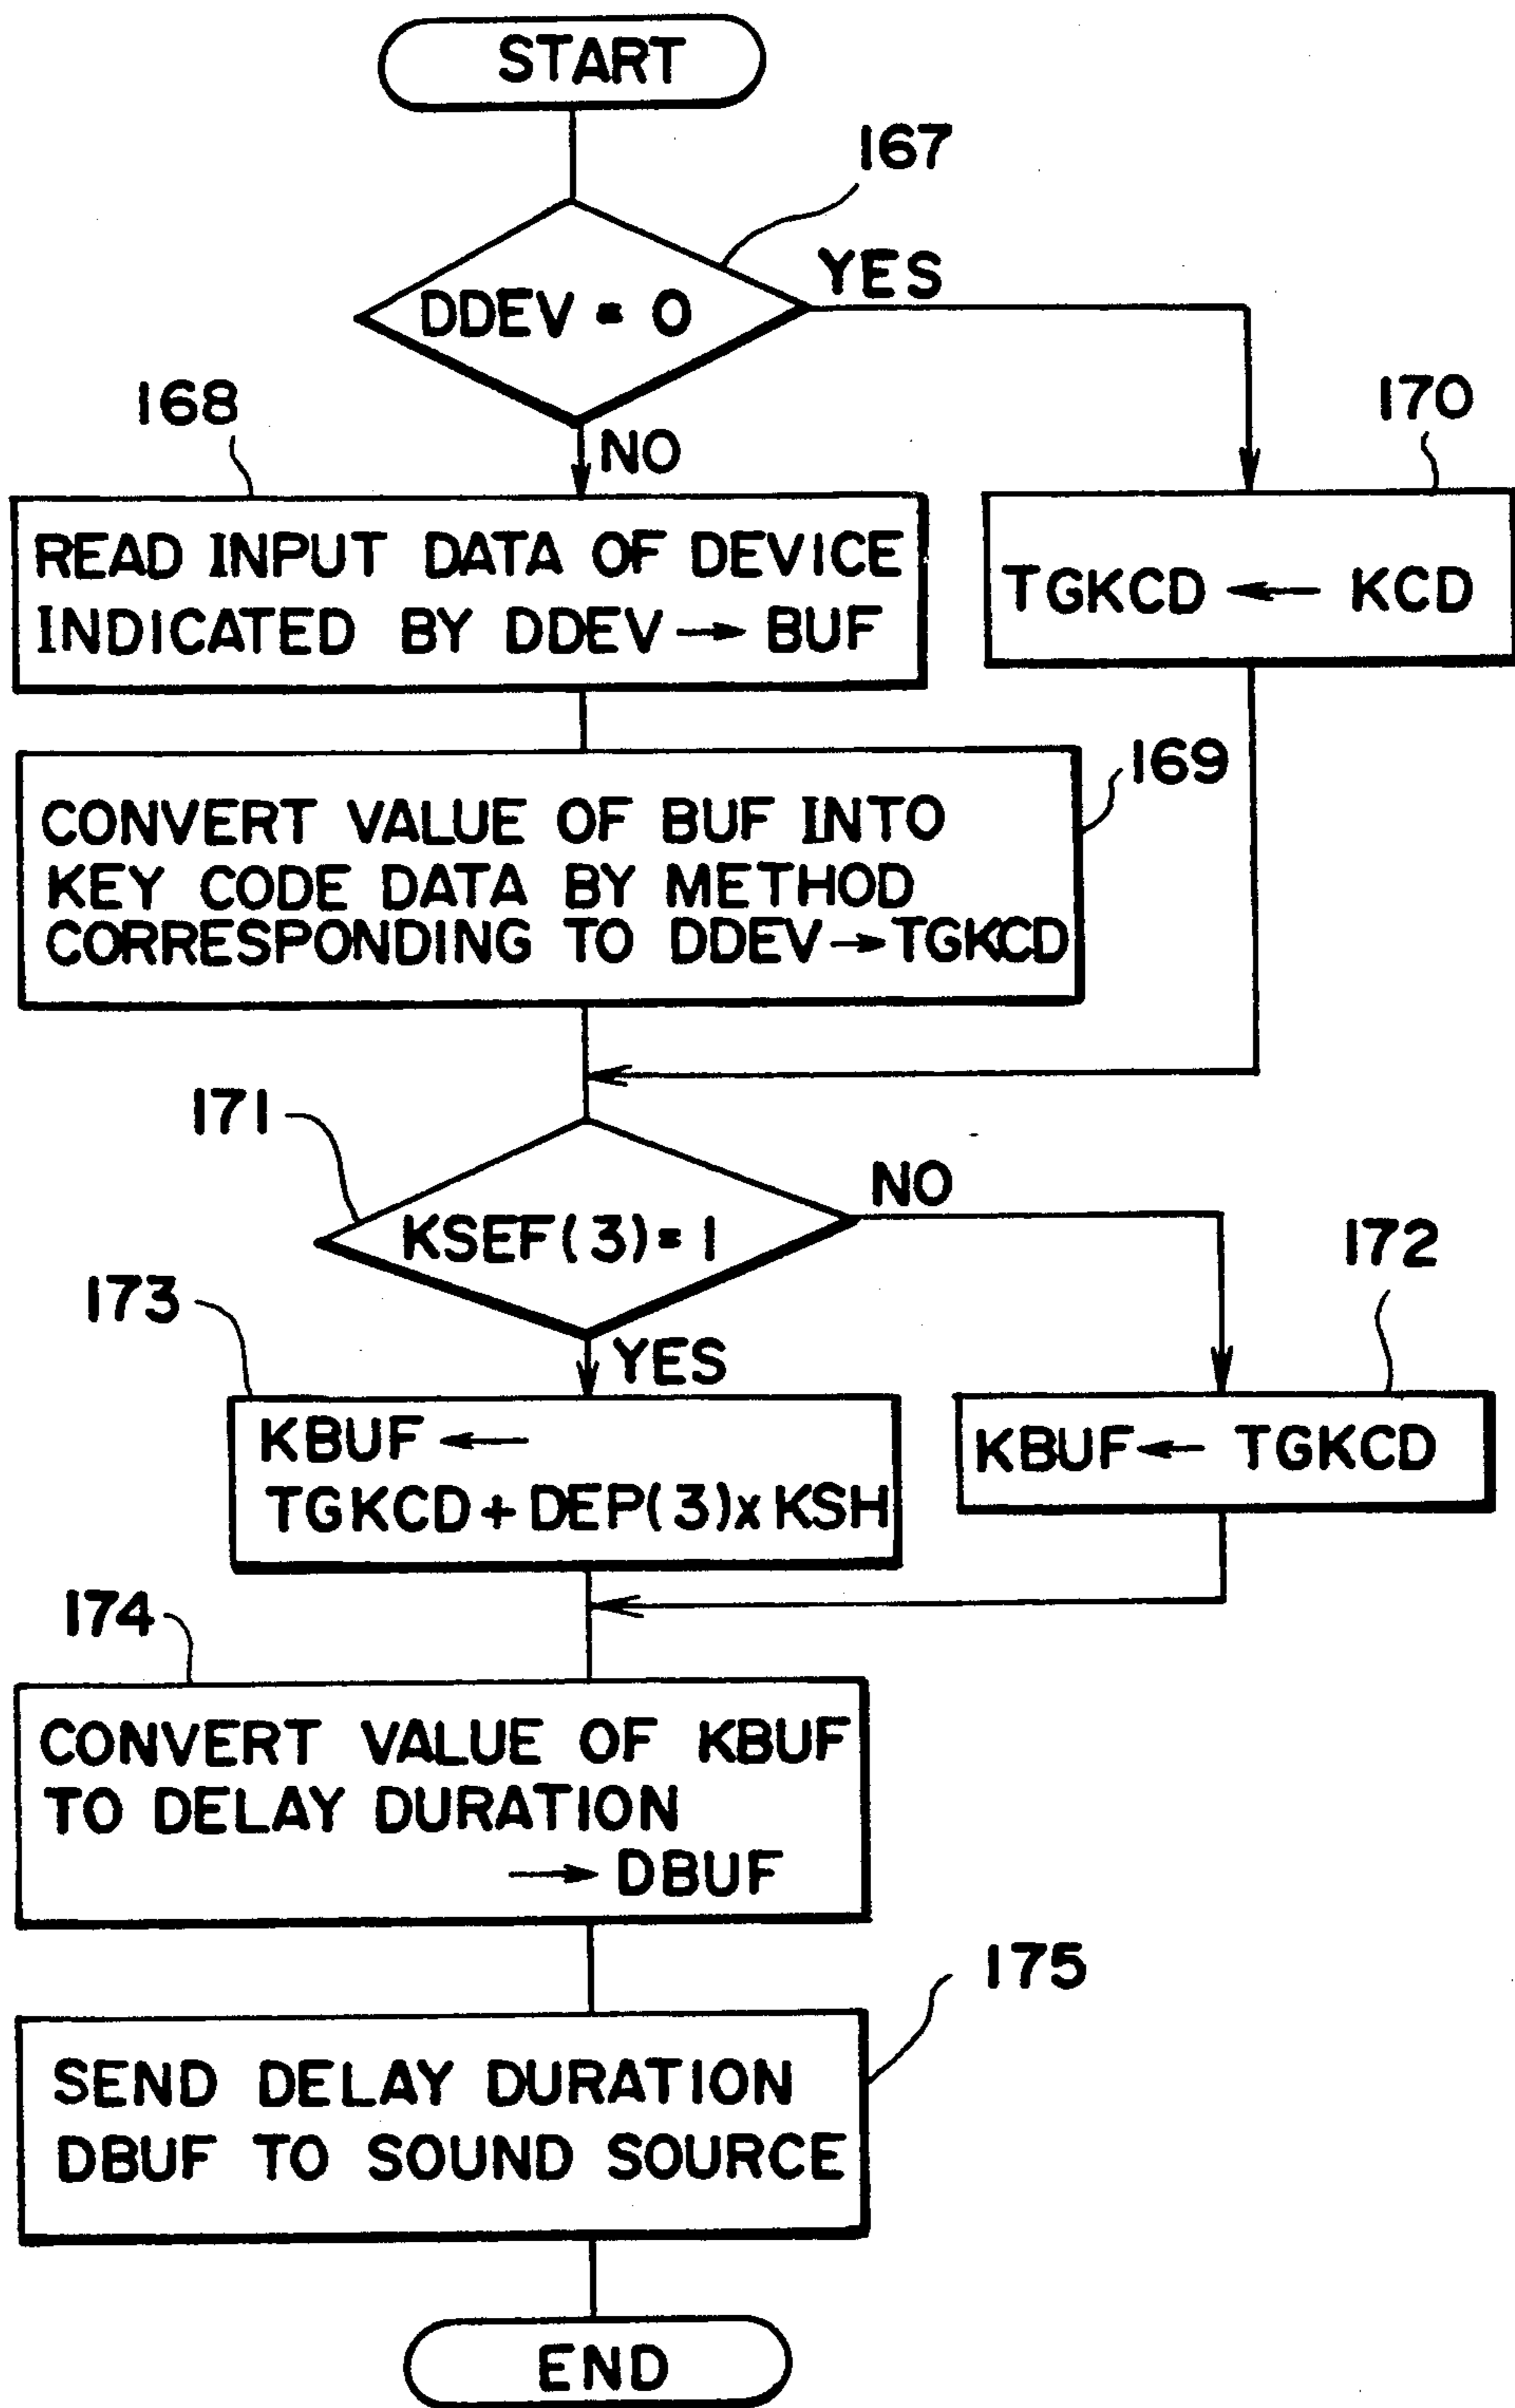 START
167
DDEV = 0
YES
168
NO
170
READ INPUT DATA OF DEVICE
INDICATED BY DDEV → BUF
TGKCD ← KCD
169
CONVERT VALUE OF BUF INTO
KEY CODE DATA BY METHOD
CORRESPONDING TO DDEV → TGKCD
171
KSEF(3) = 1
NO
172
173
YES
KBUF ←
TGKCD + DEP(3) x KSH
KBUF ← TGKCD
174
CONVERT VALUE OF KBUF
TO DELAY DURATION
→ DBUF
175
SEND DELAY DURATION
DBUF TO SOUND SOURCE
END